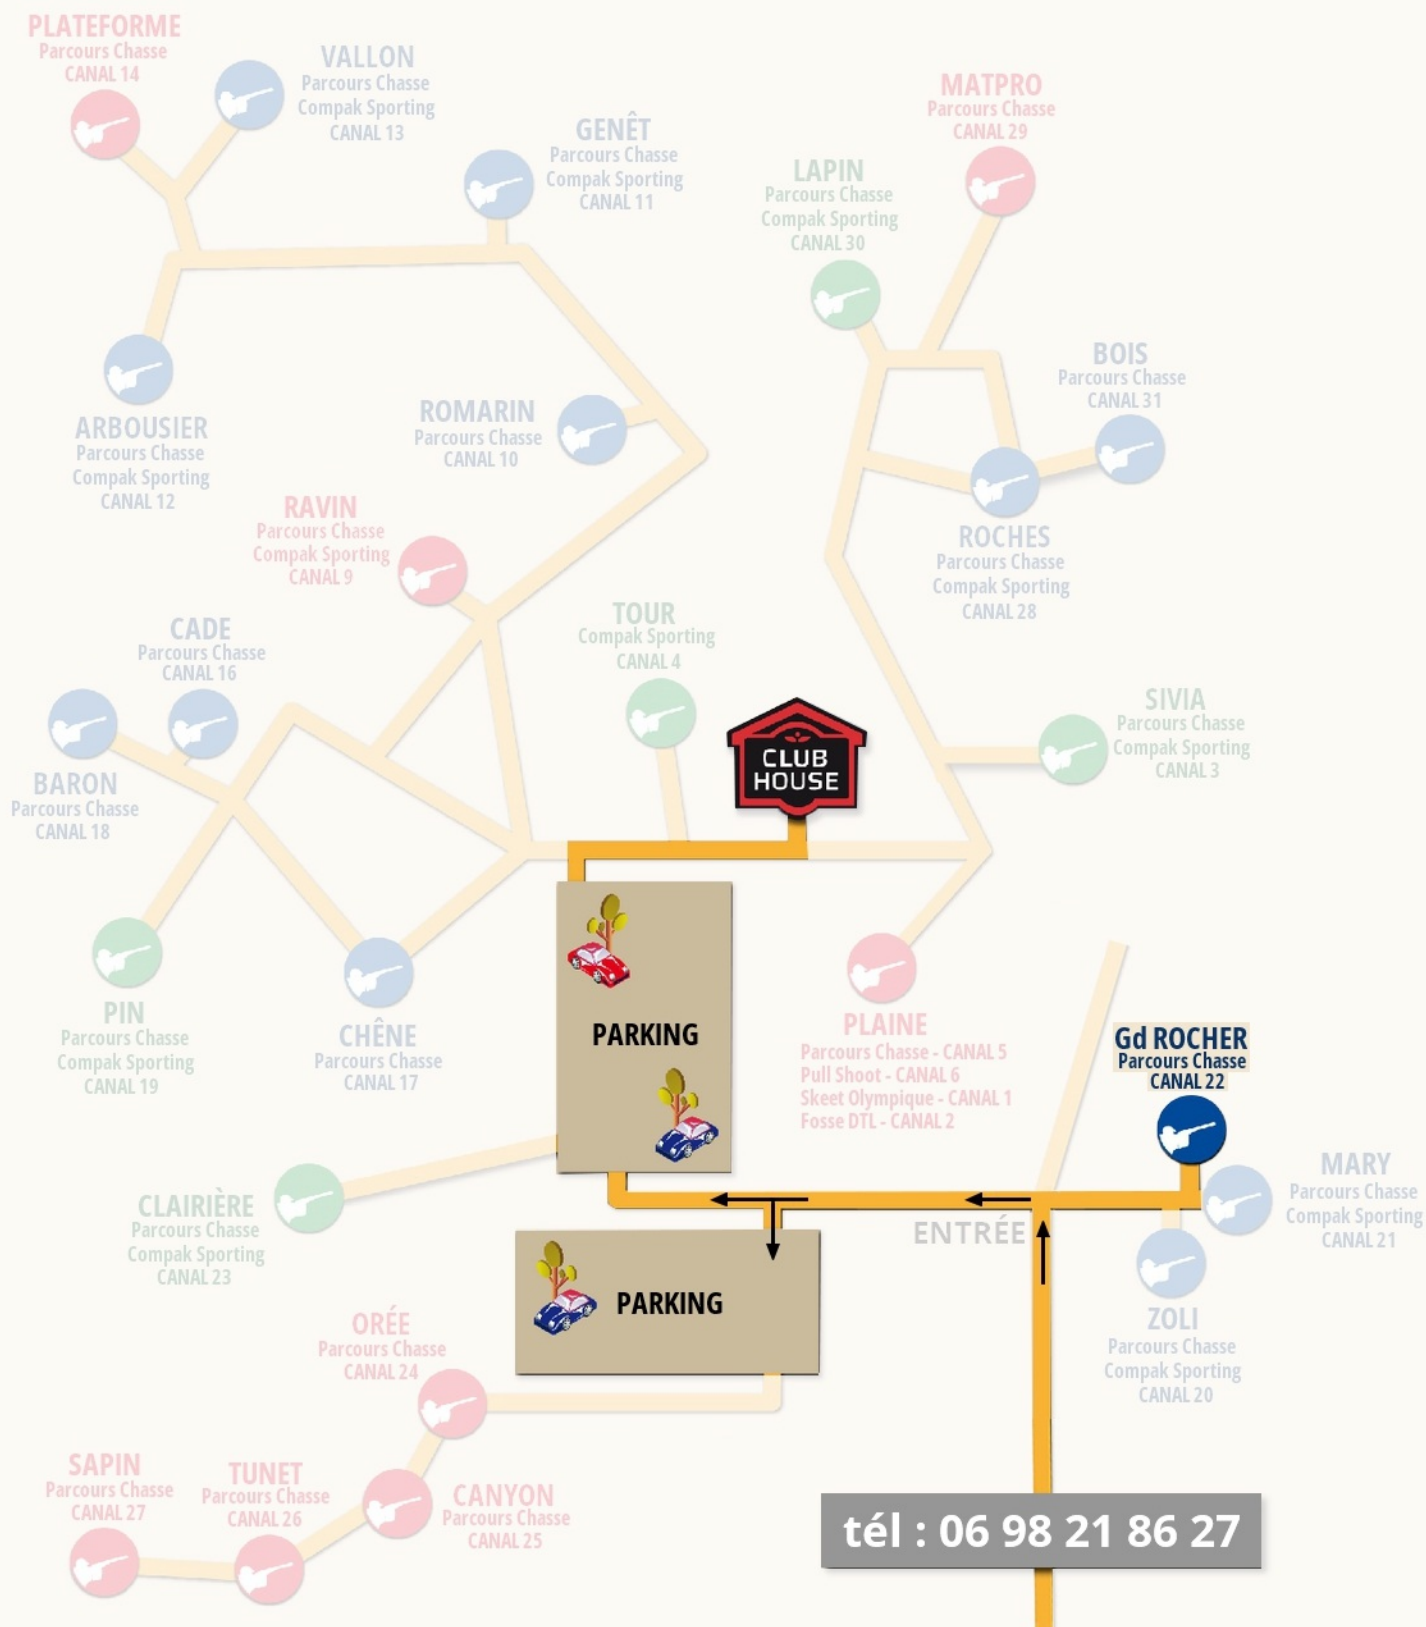 PLATEFORME
Parcours Chasse
CANAL 14
VALLON
Parcours Chasse
Compak Sporting
CANAL 13
GENÊT
Parcours Chasse
Compak Sporting
CANAL 11
MATPRO
Parcours Chasse
CANAL 29
LAPIN
Parcours Chasse
Compak Sporting
CANAL 30
BOIS
Parcours Chasse
CANAL 31
ARBOUSIER
Parcours Chasse
Compak Sporting
CANAL 12
ROMARIN
Parcours Chasse
CANAL 10
RAVIN
Parcours Chasse
Compak Sporting
CANAL 9
ROCHES
Parcours Chasse
Compak Sporting
CANAL 28
CADE
Parcours Chasse
CANAL 16
TOUR
Compak Sporting
CANAL 4
SIVIA
Parcours Chasse
Compak Sporting
CANAL 3
CLUB
HOUSE
BARON
Parcours Chasse
CANAL 18
PIN
Parcours Chasse
Compak Sporting
CANAL 19
CHÊNE
Parcours Chasse
CANAL 17
PARKING
PLAINE
Parcours Chasse - CANAL 5
Pull Shoot - CANAL 6
Skeet Olympique - CANAL 1
Fosse DTL - CANAL 2
Gd ROCHER
Parcours Chasse
CANAL 22
MARY
Parcours Chasse
Compak Sporting
CANAL 21
CLAIRIÈRE
Parcours Chasse
Compak Sporting
CANAL 23
ENTRÉE
PARKING
ZOLI
Parcours Chasse
Compak Sporting
CANAL 20
ORÉE
Parcours Chasse
CANAL 24
SAPIN
Parcours Chasse
CANAL 27
TUNET
Parcours Chasse
CANAL 26
CANYON
Parcours Chasse
CANAL 25
tél : 06 98 21 86 27